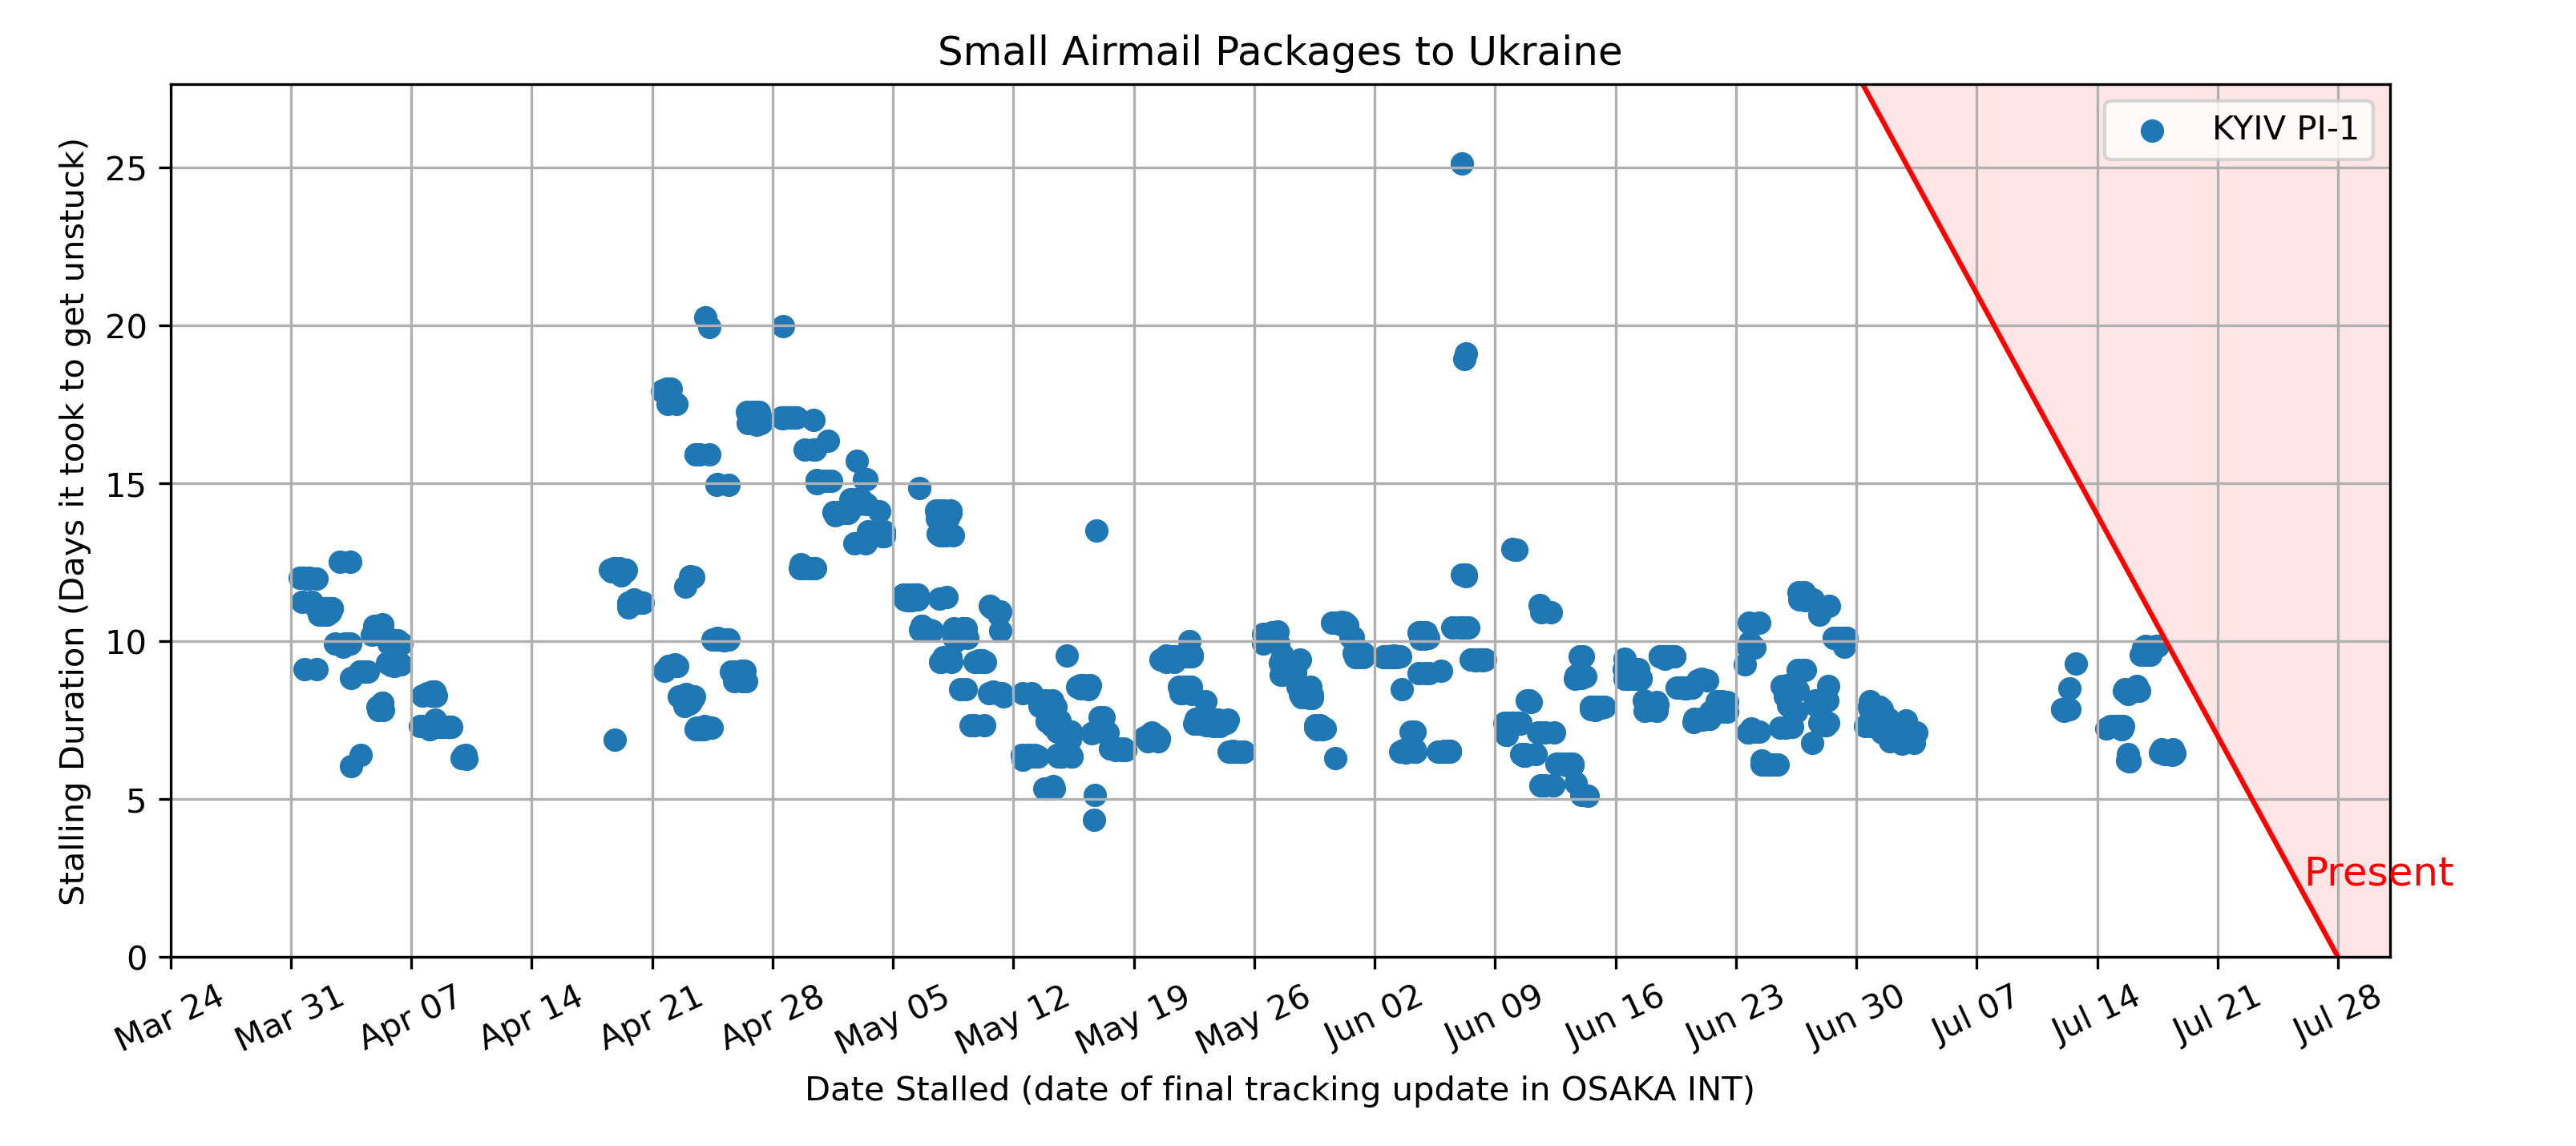 Small Airmail Packages to Ukraine
KYIV PI-1
Stalling Duration (Days it took to get unstuck)
25
20
15
10
5
0
Present
Mar 24
Mar 31
Apr 07
Apr 14
Apr 21
Apr 28
May 05
May 12
May 19
May 26
Jun 02
Jun 09
Jun 16
Jun 23
Jun 30
Jul 07
Jul 14
Jul 21
Jul 28
Date Stalled (date of final tracking update in OSAKA INT)